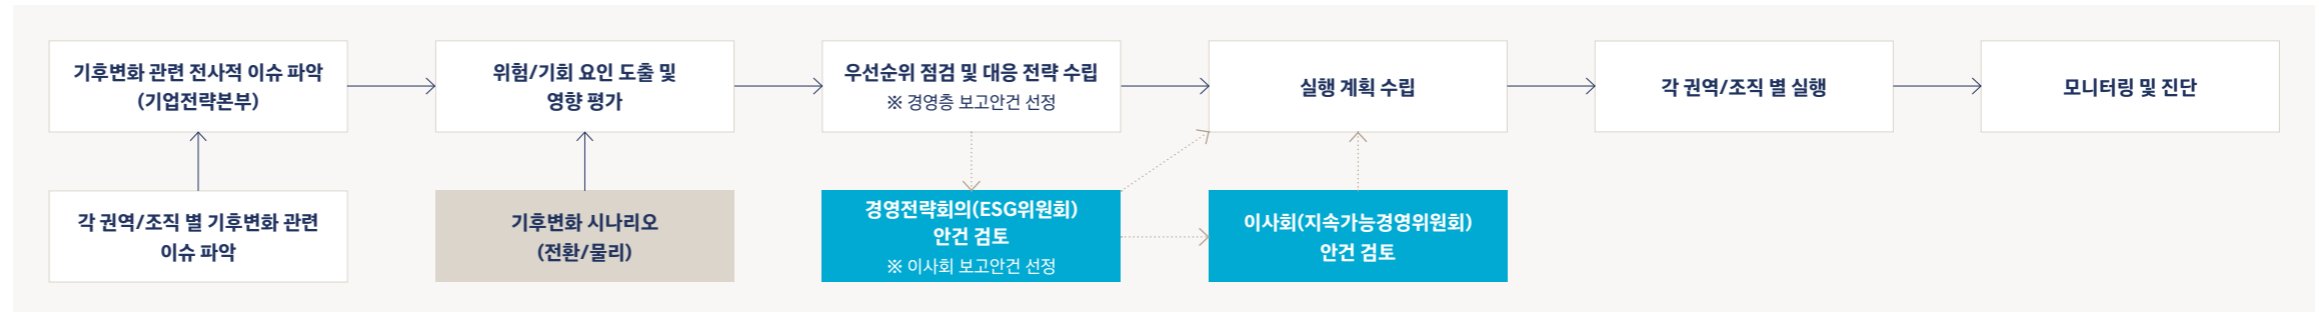 기후변화 관련 전사적 이슈 파악
(기업전략본부)
위험/기회 요인 도출 및
영향 평가
우선순위 점검 및 대응 전략 수립
※ 경영층 보고안건 선정
실행 계획 수립
각 권역/조직 별 실행
모니터링 및 진단
각 권역/조직 별 기후변화 관련
이슈 파악
기후변화 시나리오
(전환/물리)
경영전략회의(ESG위원회)
안건 검토
※ 이사회 보고안건 선정
이사회(지속가능경영위원회)
안건 검토